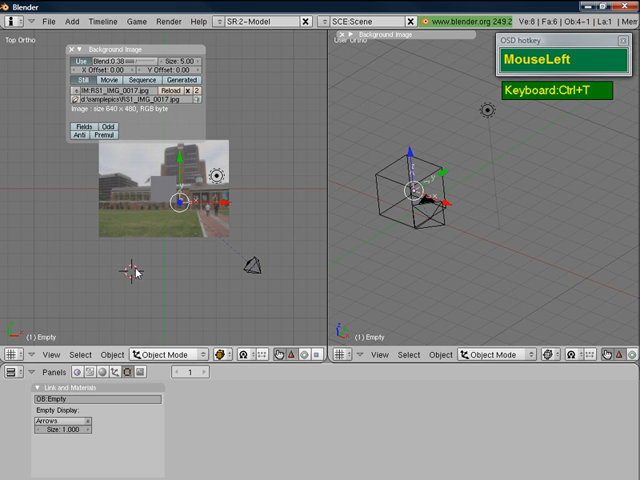 Blender
File Add Timeline Game Render Help SR:2-Model SCE:Scene www.blender.org 249.2 Ve:8 | Fa:6 | Ob:4-1 | La:1 | Mem
Top Ortho
Background Image
Use Blend:0.38 Size: 5.00
X Offset: 0.00 Y Offset: 0.00
Still Movie Sequence Generated
IM:RS1_IMG_0017.jpg Reload X 2
d:\samplepics\RS1_IMG_0017.jpg
Image : size 640 x 480, RGB byte
Fields Odd
Anti Premul
(1) Empty
View Select Object Object Mode
Background Image
User Ortho
OSD hotkey
MouseLeft
Keyboard:Ctrl+T
(1) Empty
View Select Object Object Mode
Panels 1
Link and Materials
OB:Empty
Empty Display:
Arrows
Size: 1.000